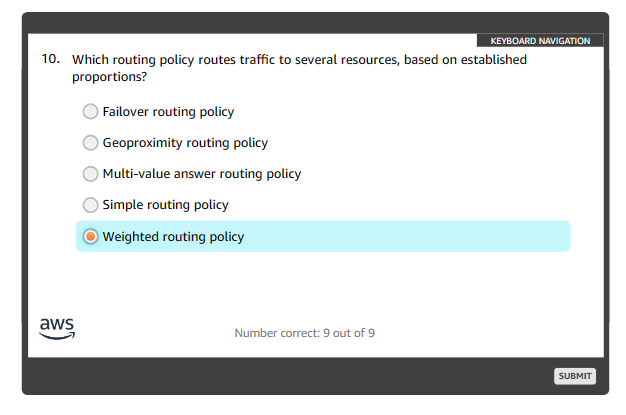 KEYBOARD NAVIGATION
10. Which routing policy routes traffic to several resources, based on established
proportions?
Failover routing policy
Geoproximity routing policy
Multi-value answer routing policy
Simple routing policy
Weighted routing policy
aws
Number correct: 9 out of 9
SUBMIT